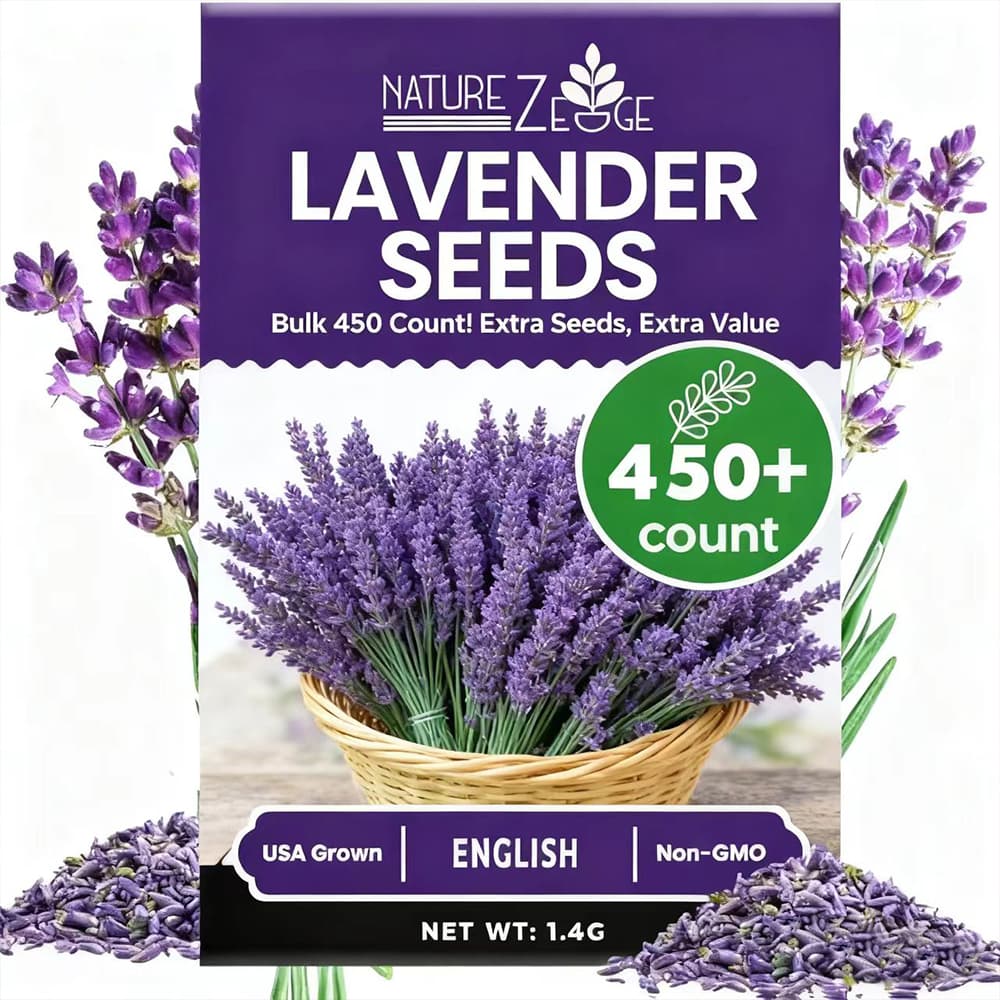 NATURE ZEDGE
LAVENDER
SEEDS
Bulk 450 Count! Extra Seeds, Extra Value
450+
count
USA Grown
ENGLISH
Non-GMO
NET WT: 1.4G